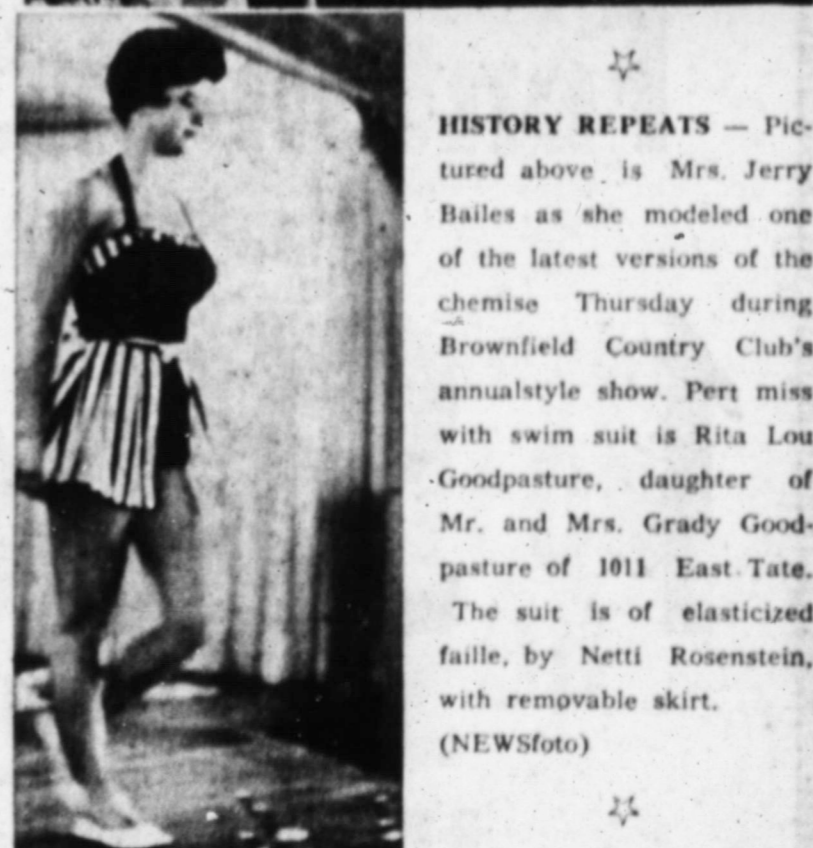 HISTORY REPEATS — Pic-
tured above is Mrs. Jerry
Bailes as she modeled one
of the latest versions of the
chemise Thursday during
Brownfield Country Club's
annualstyle show. Pert miss
with swim suit is Rita Lou
Goodpasture, daughter of
Mr. and Mrs. Grady Good-
pasture of 1011 East Tate.
The suit is of elasticized
faille, by Netti Rosenstein,
with removable skirt.
(NEWSfoto)